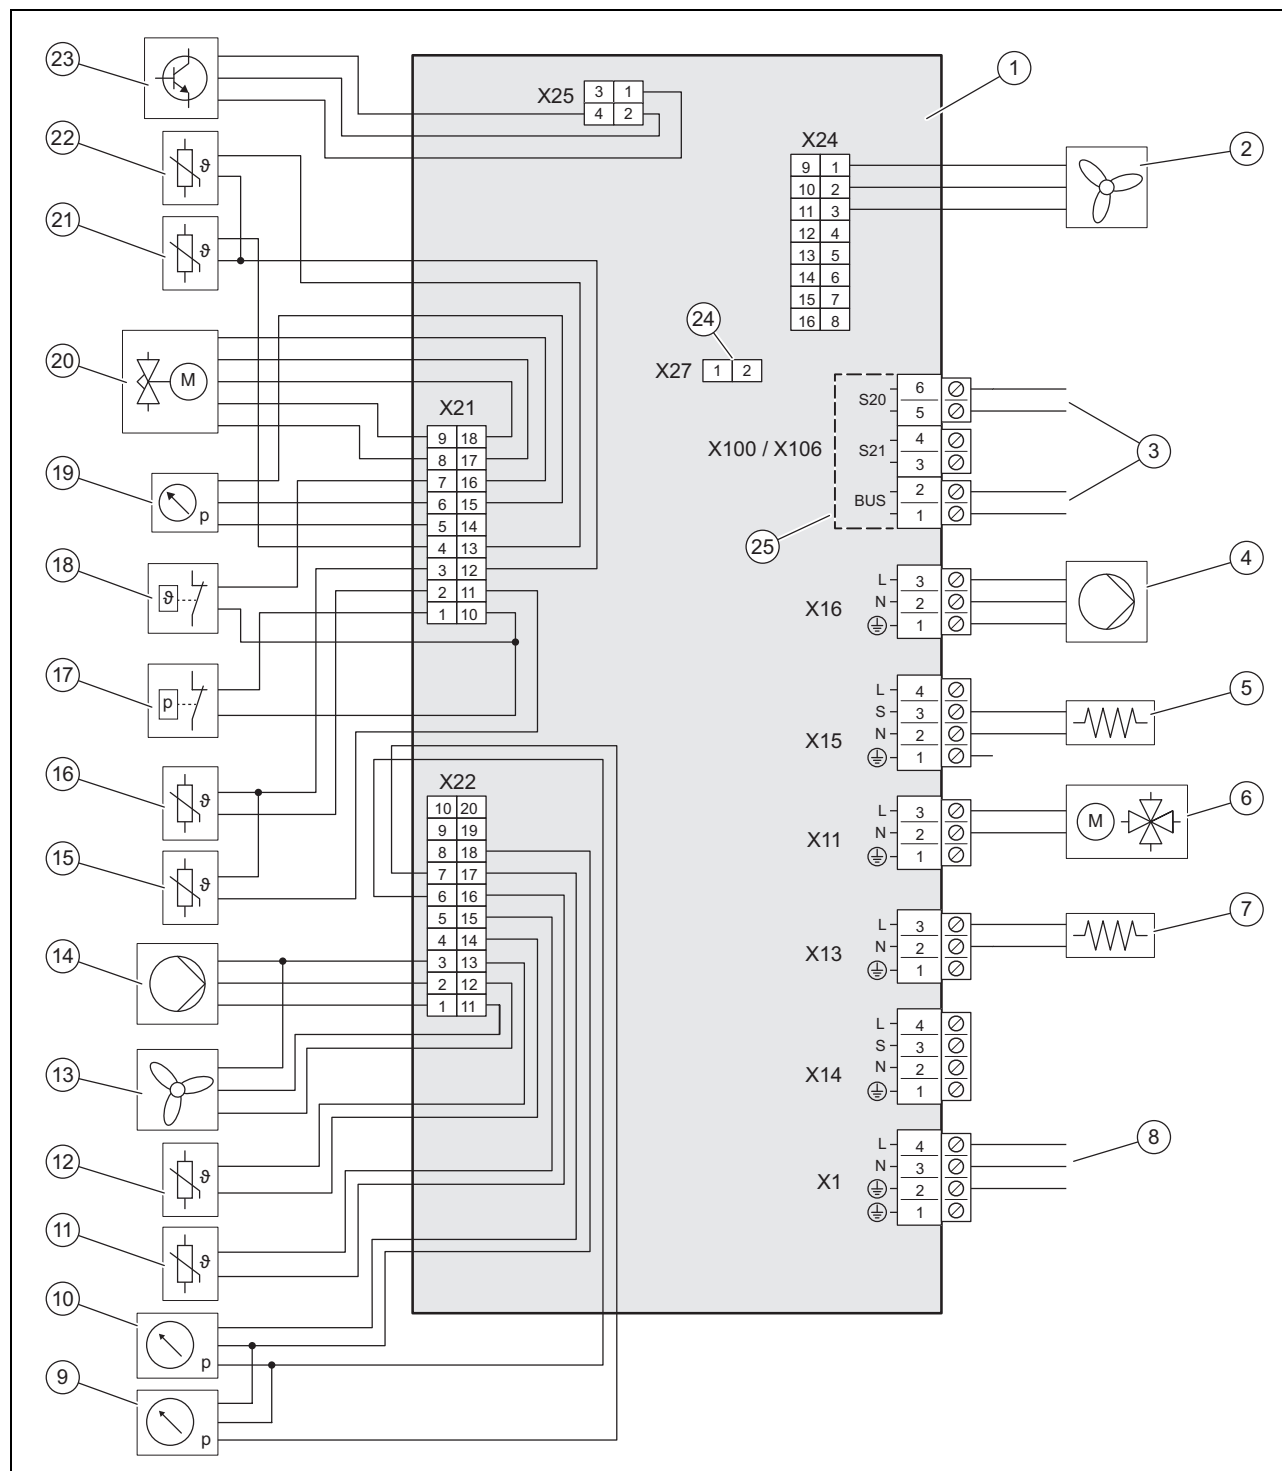 23
X25
3 1
4 2
1
22
X24
2
9 1
10 2
11 3
12 4
13 5
14 6
15 7
16 8
ϑ
21
ϑ
24
X27
1 2
20
M
X21
9 18
8 17
7 16
6 15
5 14
4 13
3 12
2 11
1 10
X100 / X106
S20
6
5
S21
4
3
BUS
2
1
3
25
19
p
18
ϑ
X16
L 3
N 2
1
4
17
p
X15
L 4
S 3
N 2
1
5
16
ϑ
X22
10 20
9 19
8 18
7 17
6 16
5 15
4 14
3 13
2 12
1 11
X11
L 3
N 2
1
M
6
15
ϑ
X13
L 3
N 2
1
7
14
13
X14
L 4
S 3
N 2
1
12
ϑ
X1
L 4
N 3
2
1
8
11
ϑ
10
p
9
p